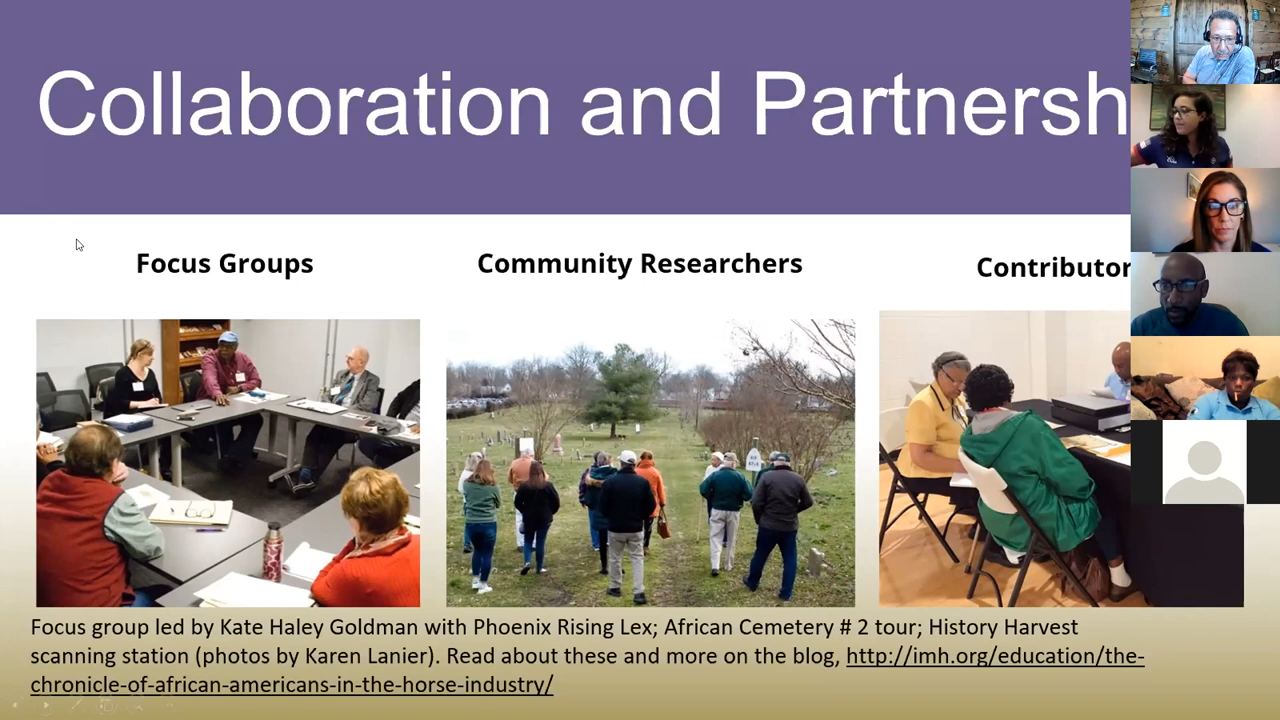 Collaboration and Partnersh
Focus Groups
Community Researchers
Contributor
Focus group led by Kate Haley Goldman with Phoenix Rising Lex; African Cemetery # 2 tour; History Harvest
scanning station (photos by Karen Lanier). Read about these and more on the blog, http://imh.org/education/the-
chronicle-of-african-americans-in-the-horse-industry/